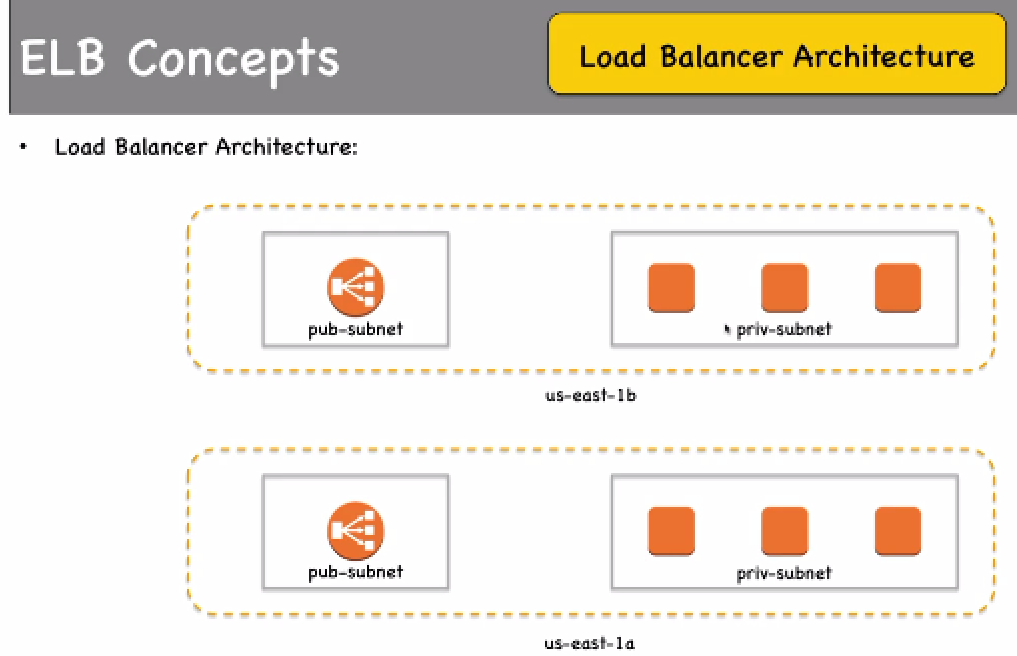 ELB Concepts
Load Balancer Architecture
• Load Balancer Architecture:
pub-subnet
priv-subnet
us-east-1b
pub-subnet
priv-subnet
us-east-1a